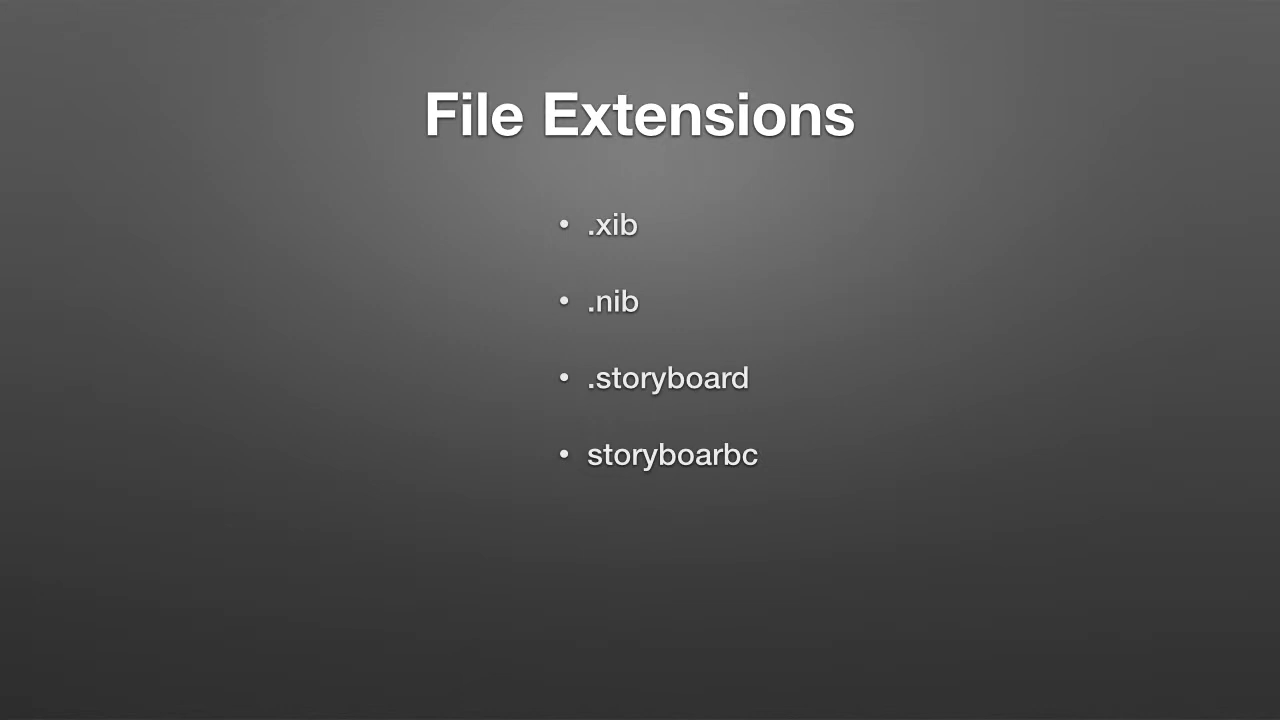 File Extensions
• .xib
• .nib
• .storyboard
• storyboarbc